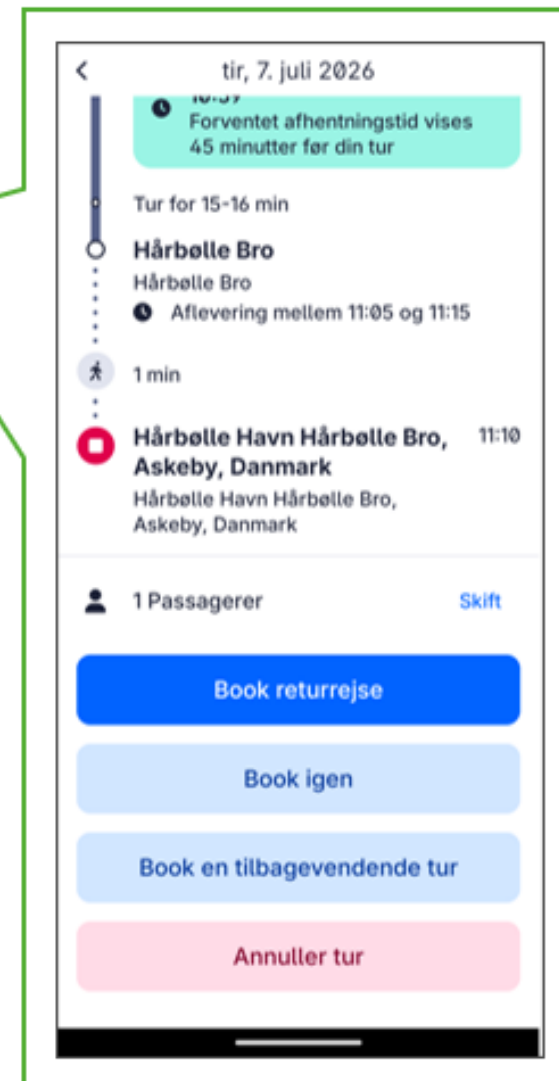 tir, 7. juli 2026
Forventet afhentningstid vises
45 minutter før din tur
Tur for 15-16 min
Hårbølle Bro
Hårbølle Bro
Aflevering mellem 11:05 og 11:15
1 min
Hårbølle Havn Hårbølle Bro, 11:10
Askeby, Danmark
Hårbølle Havn Hårbølle Bro,
Askeby, Danmark
1 Passagerer Skift
Book returrejse
Book igen
Book en tilbagevendende tur
Annuller tur